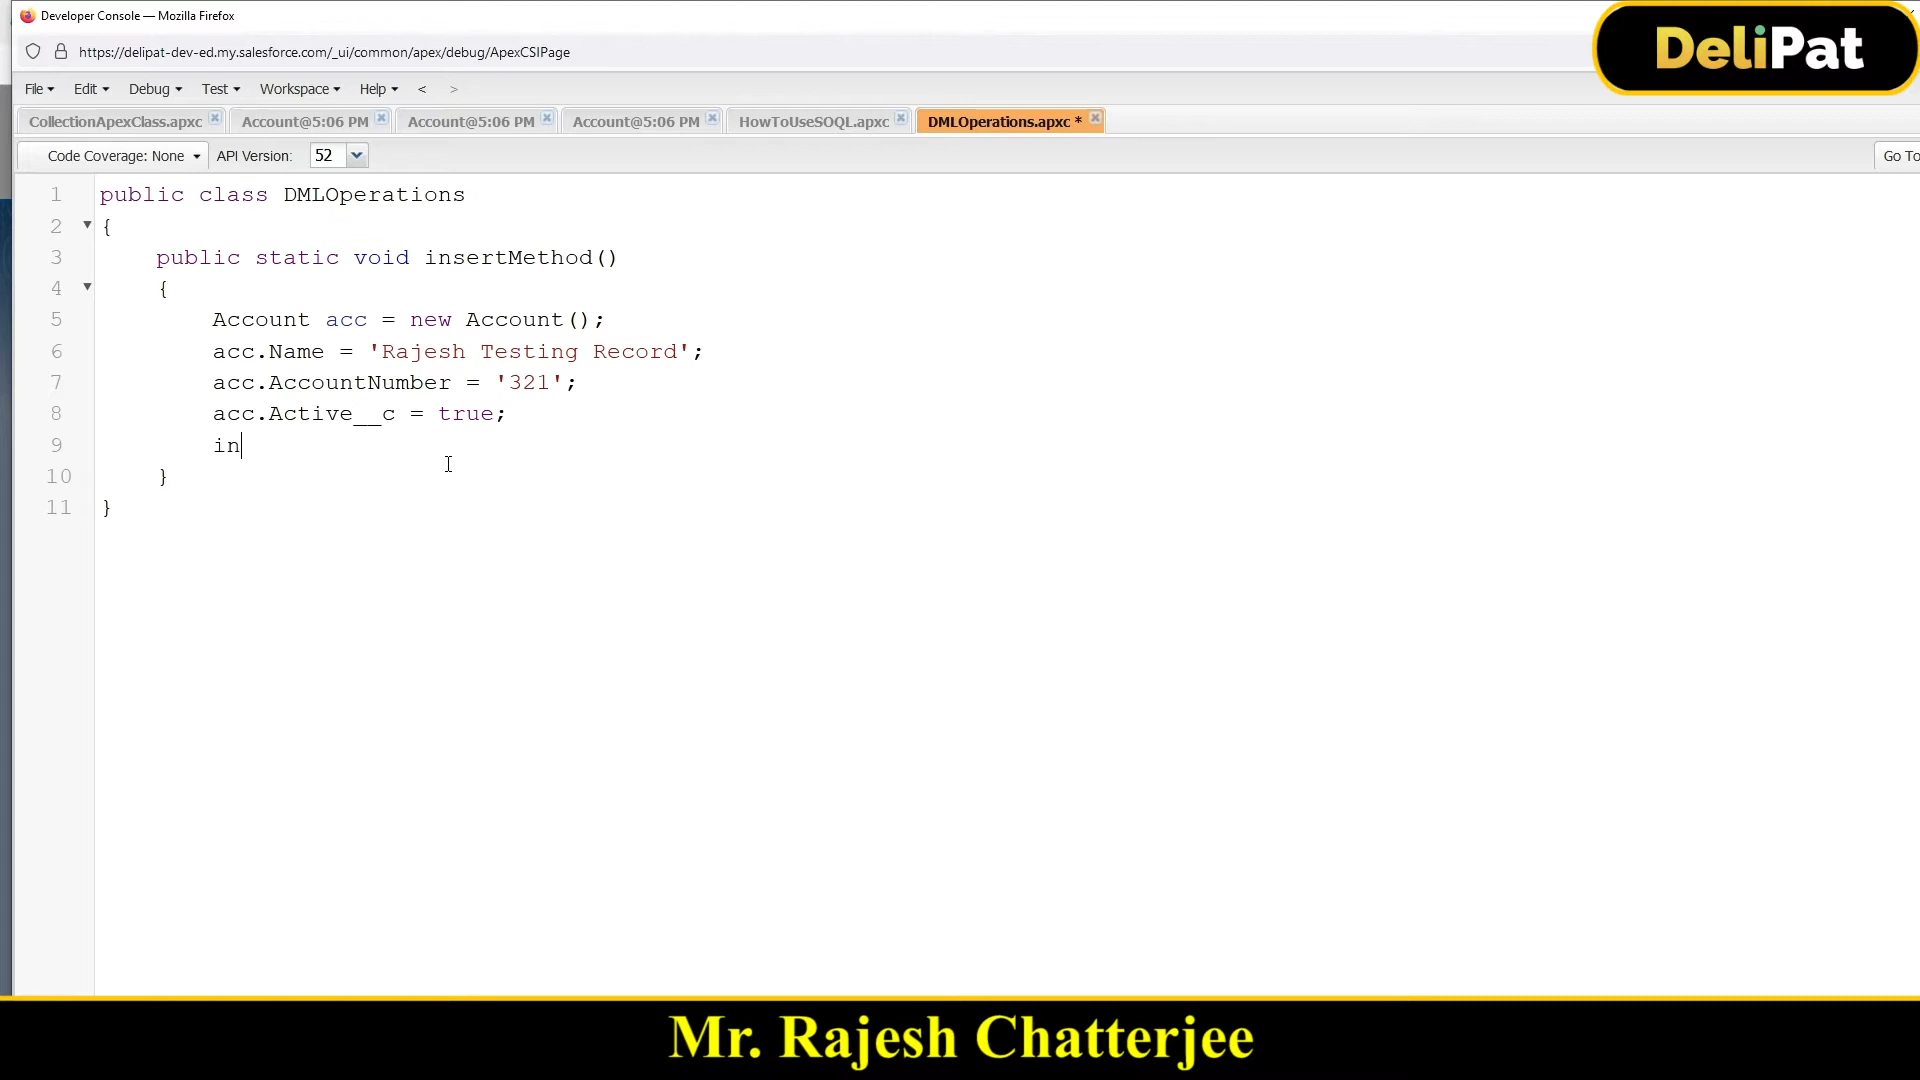 Developer Console — Mozilla Firefox
DeliPat
https://delipat-dev-ed.my.salesforce.com/_ui/common/apex/debug/ApexCSIPage
File Edit Debug Test Workspace Help < >
CollectionApexClass.apxc Account@5:06 PM Account@5:06 PM Account@5:06 PM HowToUseSOQL.apxc DMLOperations.apxc *
Code Coverage: None API Version: 52 Go To
1 public class DMLOperations
2 {
3 public static void insertMethod()
4 {
5 Account acc = new Account();
6 acc.Name = 'Rajesh Testing Record';
7 acc.AccountNumber = '321';
8 acc.Active__c = true;
9 in
10 }
11 }
Mr. Rajesh Chatterjee